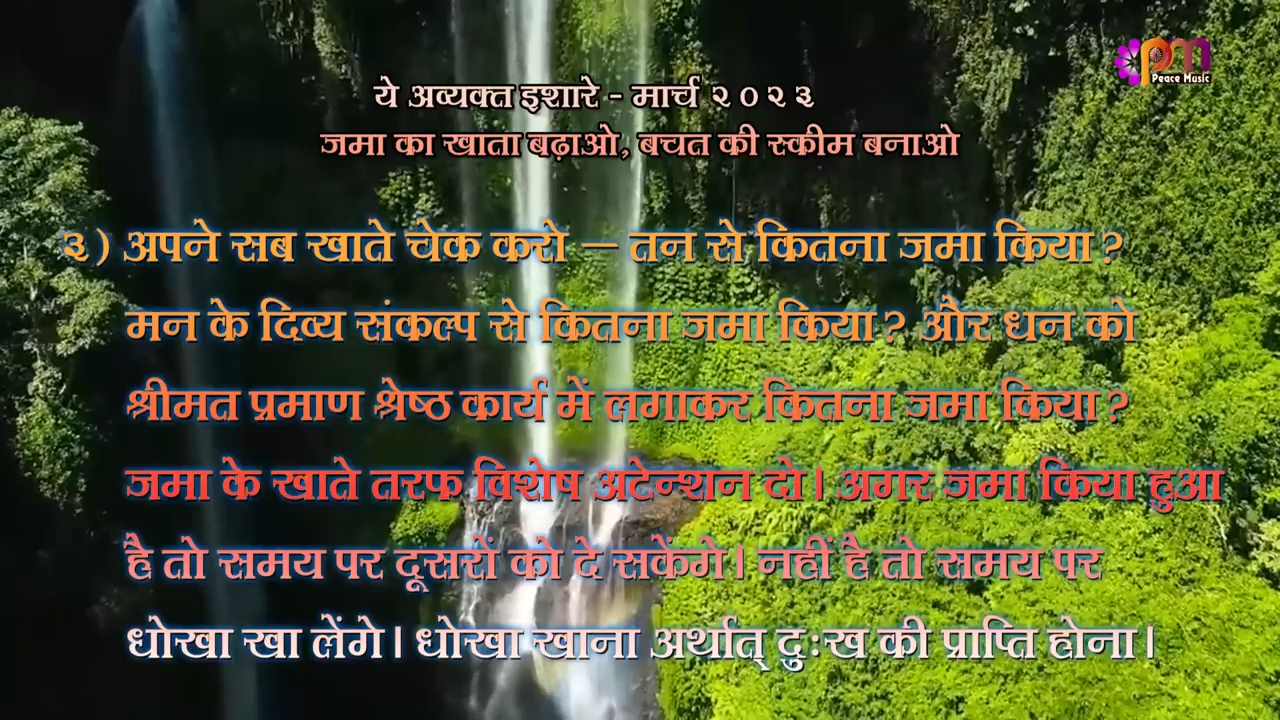 pm
Peace Music
ये अव्यक्त इशारे - मार्च २०२३
जमा का खाता बढ़ाओ, बचत की स्कीम बनाओ
३) अपने सब खाते चेक करो – तन से कितना जमा किया?
मन के दिव्य संकल्प से कितना जमा किया? और धन को
श्रीमत प्रमाण श्रेष्ठ कार्य में लगाकर कितना जमा किया?
जमा के खाते तरफ विशेष अटेन्शन दो। अगर जमा किया हुआ
है तो समय पर दूसरों को दे सकेंगे। नहीं है तो समय पर
धोखा खा लेंगे। धोखा खाना अर्थात् दुःख की प्राप्ति होना।